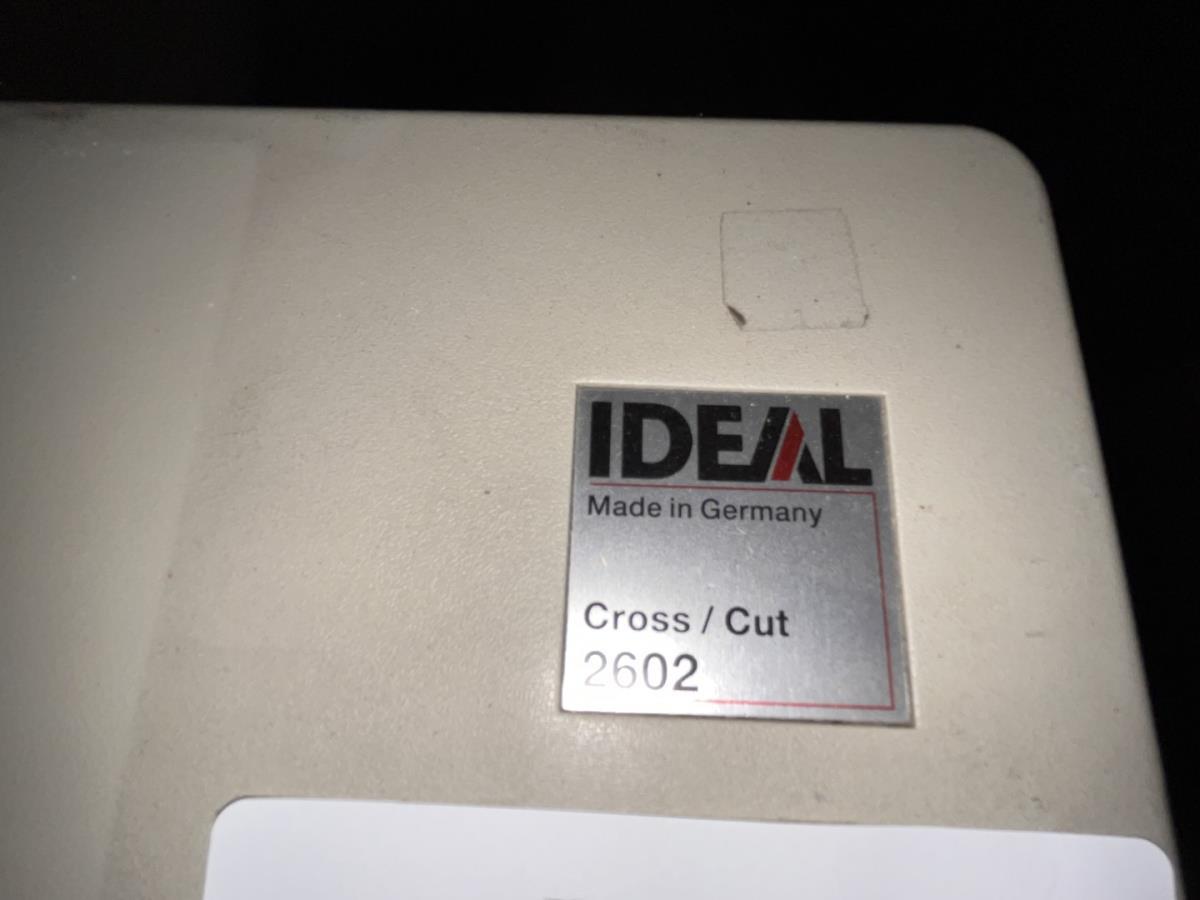 IDEAL
Made in Germany
Cross / Cut
2602